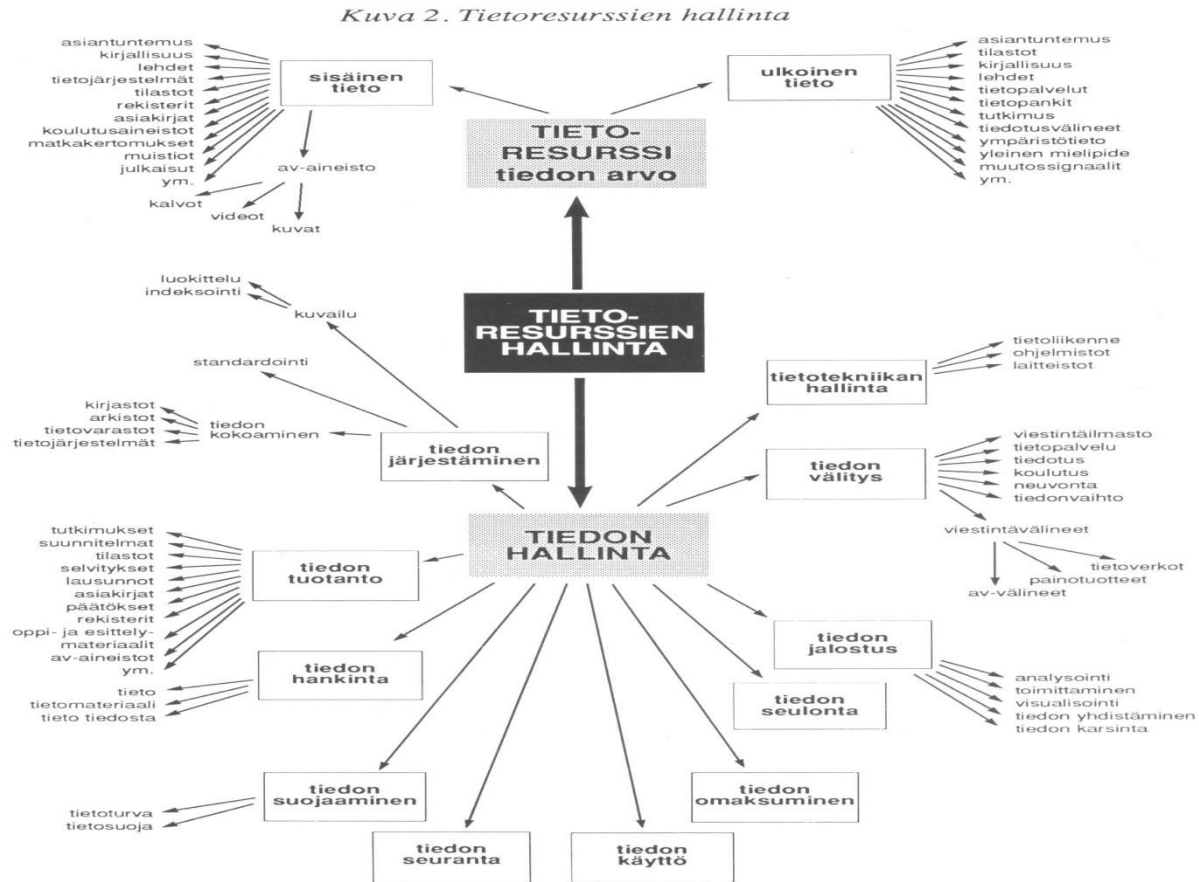 Kuva 2. Tietoresurssien hallinta
asiantuntemus
kirjallisuus
lehdet
tietojärjestelmät
tilastot
rekisterit
asiakirjat
koulutusaineistot
matkakertomukset
muistiot
julkaisut
ym.
sisäinen
tieto
av-aineisto
kalvot
videot
kuvat
TIETO-
RESURSSI
tiedon arvo
ulkoinen
tieto
asiantuntemus
tilastot
kirjallisuus
lehdet
tietopalvelut
tietopankit
tutkimus
tiedotusvälineet
ympäristötieto
yleinen mielipide
muutossignaalit
ym.
TIETO-
RESURSSIEN
HALLINTA
luokittelu
indeksointi
kuvailu
standardointi
kirjastot
arkistot
tietovarastot
tietojärjestelmät
tiedon
kokoaminen
tiedon
järjestäminen
tietotekniikan
hallinta
tietoliikenne
ohjelmistot
laitteistot
tiedon
välitys
viestintäilmasto
tietopalvelu
tiedotus
koulutus
neuvonta
tiedonvaihto
viestintävälineet
tietoverkot
painotuotteet
av-välineet
TIEDON
HALLINTA
tutkimukset
suunnitelmat
tilastot
selvitykset
lausunnot
asiakirjat
päätökset
rekisterit
oppi- ja esittely-
materiaalit
av-aineistot
ym.
tiedon
tuotanto
tiedon
hankinta
tieto
tietomateriaali
tieto tiedosta
tiedon
jalostus
analysointi
toimittaminen
visualisointi
tiedon yhdistäminen
tiedon karsinta
tiedon
seulonta
tiedon
omaksuminen
tiedon
suojaaminen
tietoturva
tietosuoja
tiedon
seuranta
tiedon
käyttö